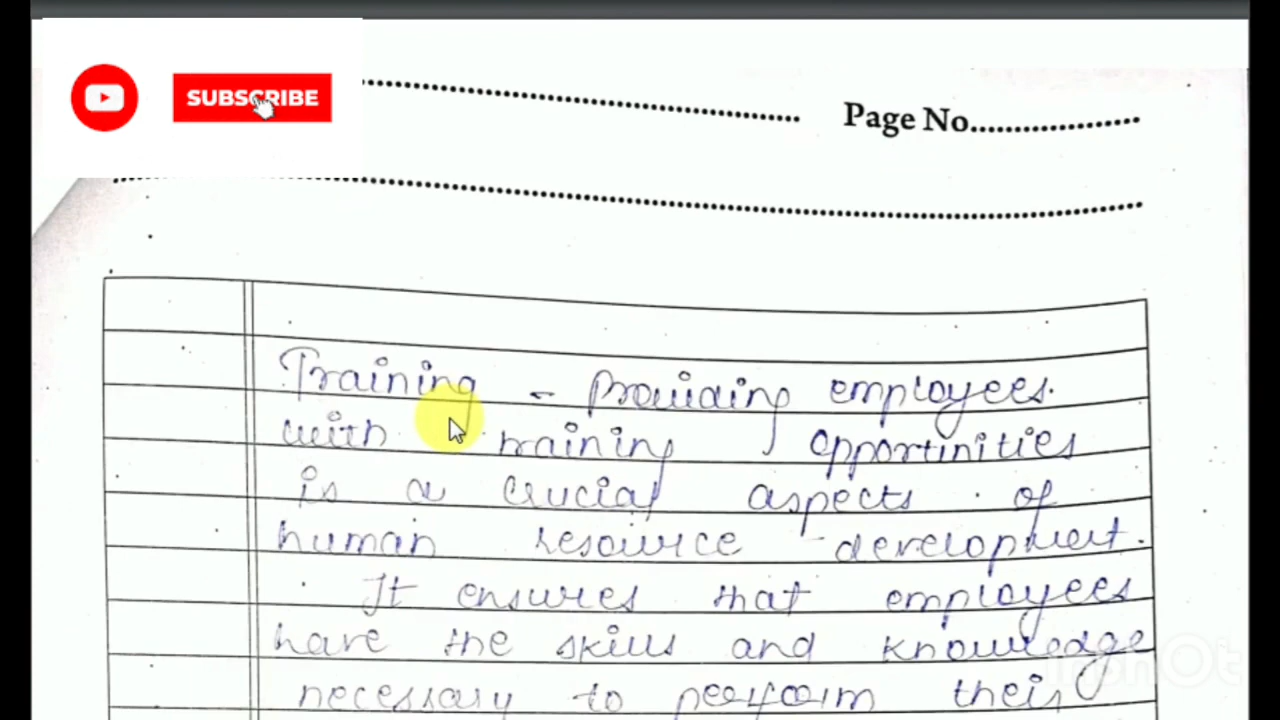 SUBSCRIBE
Page No.
Training - Providing employees.
with training opportunities
is a crucial aspects of
human resource development.
It ensures that employees
have the skills and knowledge
necessary to perform their